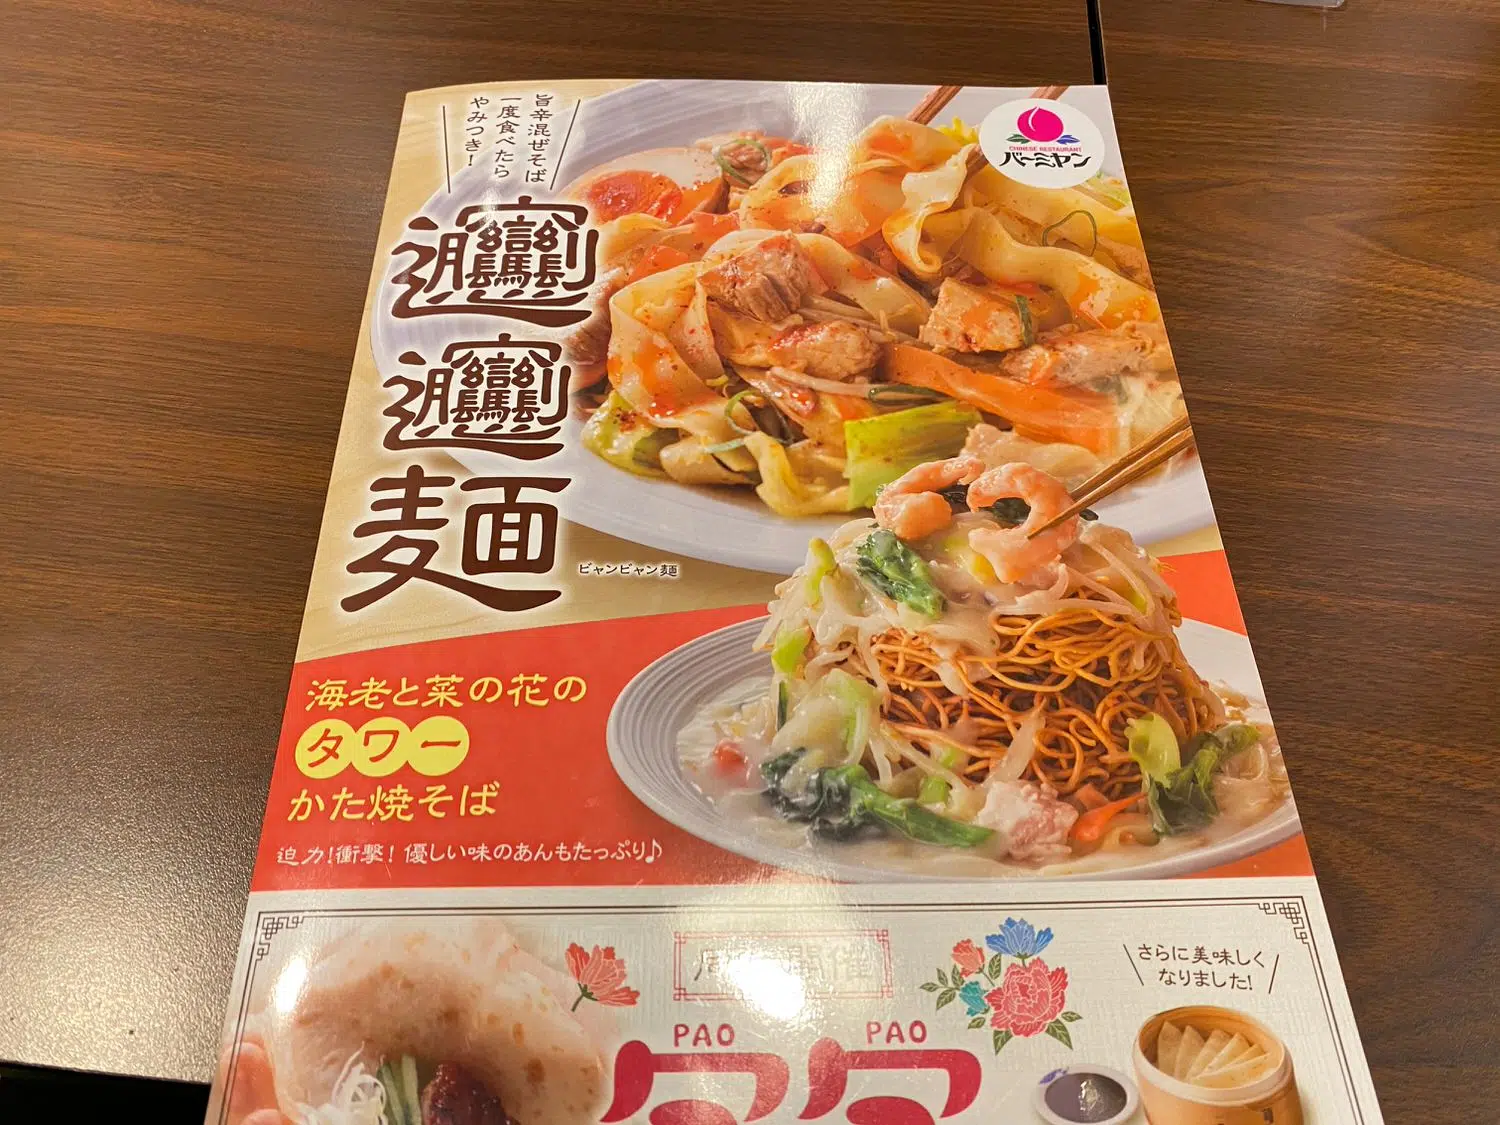 旨辛混ぜそば
一度食べたら
やみつき！
𰻞
𰻞
麺
ビャンビャン麺
CHINESE RESTAURANT
バーミヤン
海老と菜の花の
タワー
かた焼そば
迫力！衝撃！優しい味のあんもたっぷり♪
開催
さらに美味しく
なりました！
PAO PAO